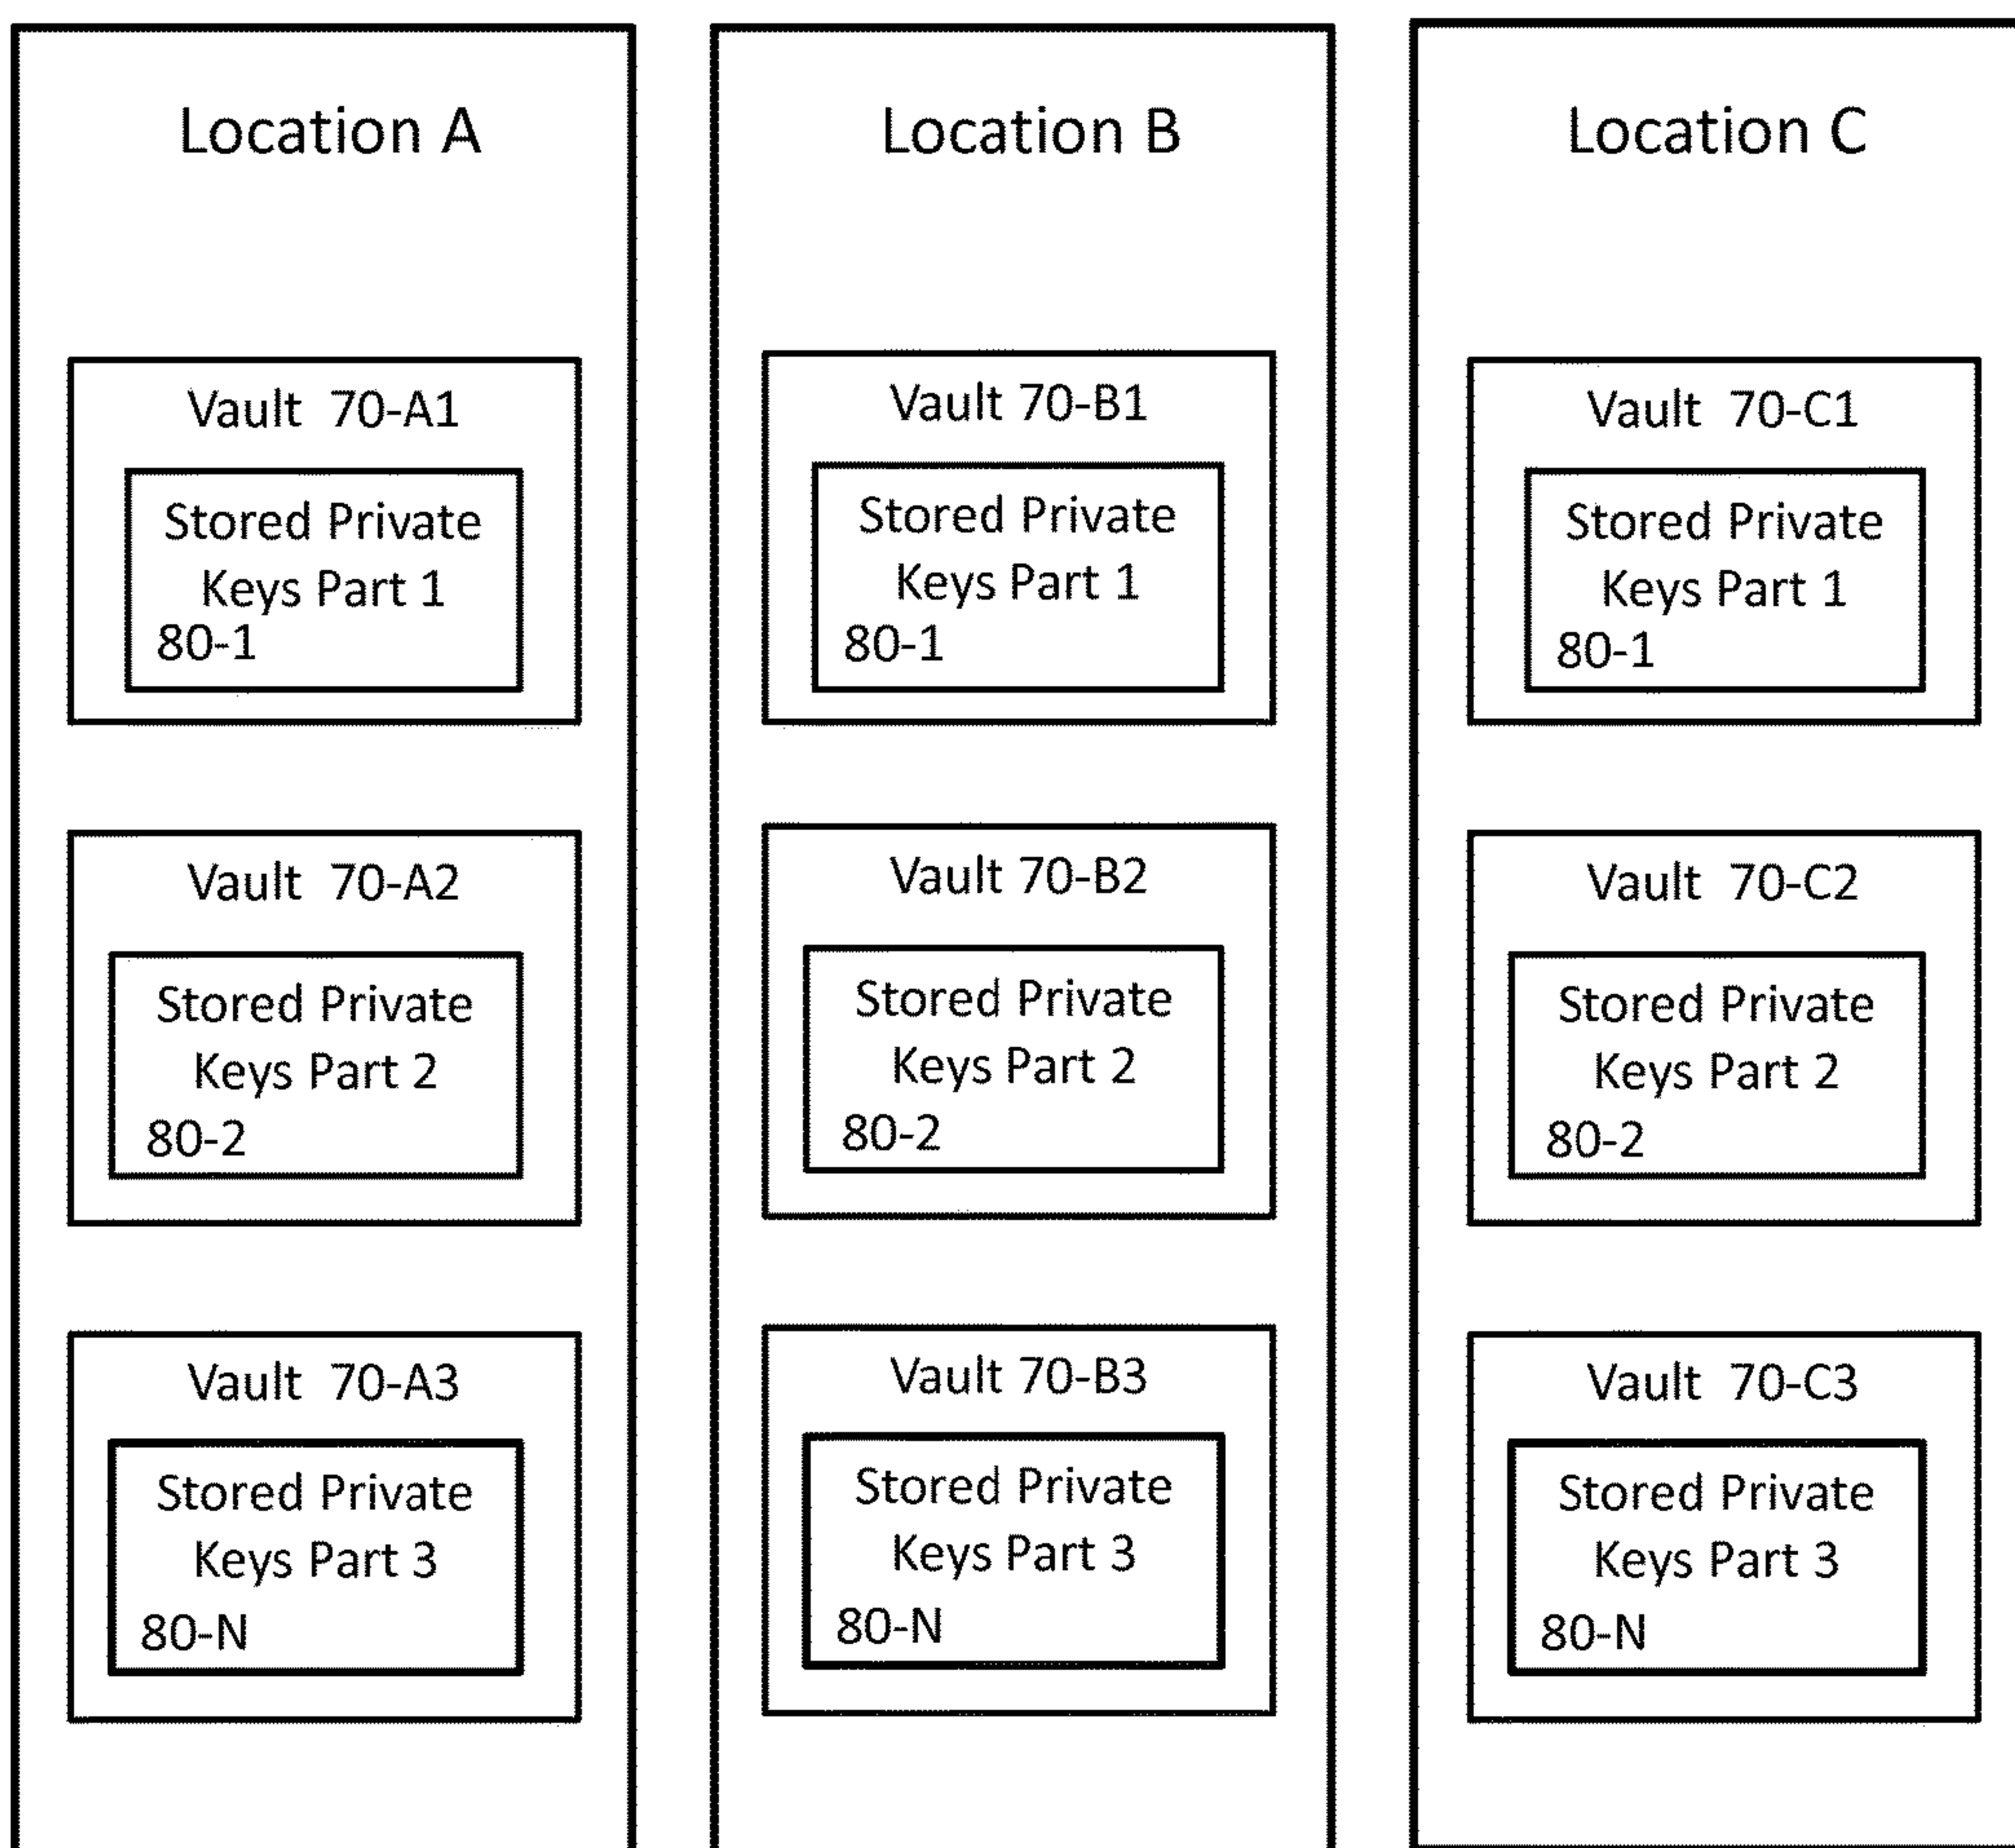 Location A
Vault 70-A1
Stored Private
Keys Part 1
80-1
Vault 70-A2
Stored Private
Keys Part 2
80-2
Vault 70-A3
Stored Private
Keys Part 3
80-N
Location B
Vault 70-B1
Stored Private
Keys Part 1
80-1
Vault 70-B2
Stored Private
Keys Part 2
80-2
Vault 70-B3
Stored Private
Keys Part 3
80-N
Location C
Vault 70-C1
Stored Private
Keys Part 1
80-1
Vault 70-C2
Stored Private
Keys Part 2
80-2
Vault 70-C3
Stored Private
Keys Part 3
80-N